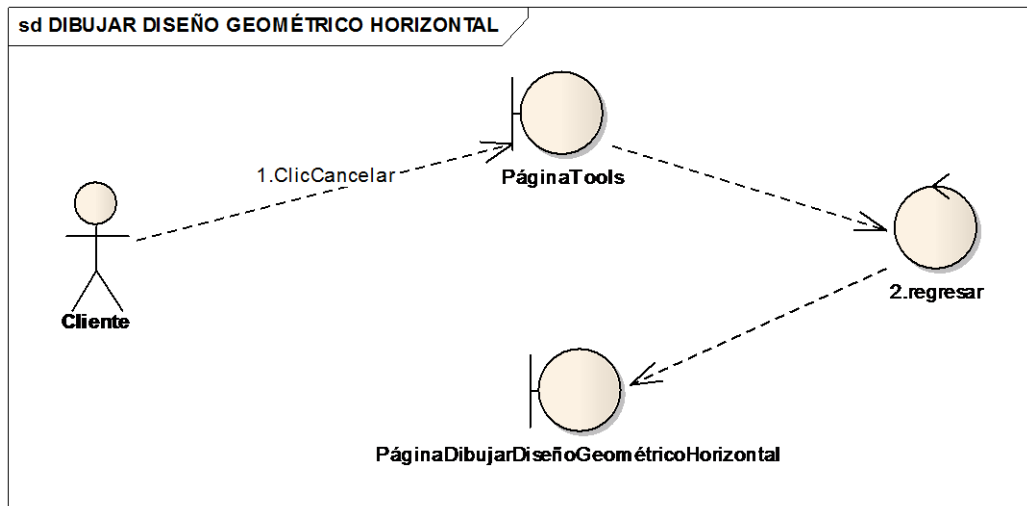 sd DIBUJAR DISEÑO GEOMÉTRICO HORIZONTAL
1.ClicCancelar
PáginaTools
Cliente
2.regresar
PáginaDibujarDiseñoGeométricoHorizontal